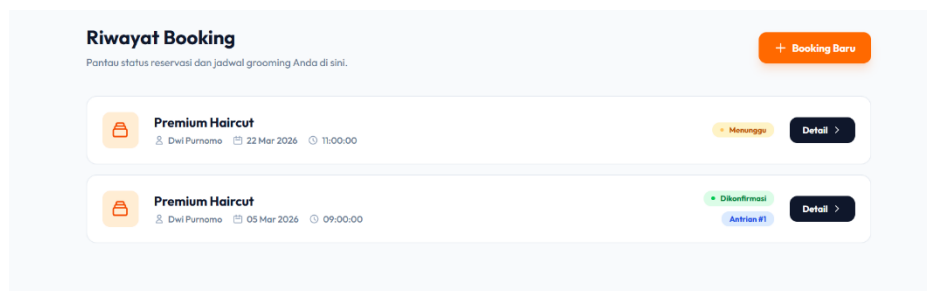 Riwayat Booking
Pantau status reservasi dan jadwal grooming Anda di sini.
+ Booking Baru
Premium Haircut
Dwi Purnomo 22 Mar 2026 11:00:00
Menunggu
Detail >
Premium Haircut
Dwi Purnomo 05 Mar 2026 09:00:00
Dikonfirmasi
Antrian #1
Detail >